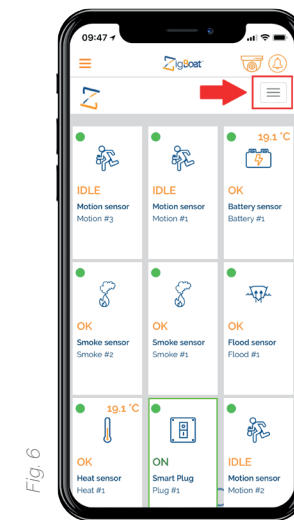 09:47
ZigBoat
19.1 °C
IDLE
Motion sensor
Motion #3
IDLE
Motion sensor
Motion #1
OK
Battery sensor
Battery #1
OK
Smoke sensor
Smoke #2
OK
Smoke sensor
Smoke #1
OK
Flood sensor
Flood #1
19.1 °C
OK
Heat sensor
Heat #1
ON
Smart Plug
Plug #1
IDLE
Motion sensor
Motion #2
Fig. 6